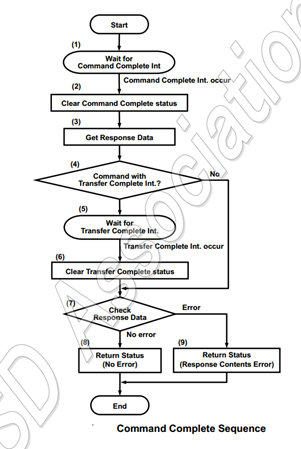 Start
(1)
Wait for
Command Complete Int
Command Complete Int. occur
(2)
Clear Command Complete status
(3)
Get Response Data
(4)
Command with
Transfer Complete Int.?
No
(5)
Wait for
Transfer Complete Int.
Transfer Complete Int. occur
(6)
Clear Transfer Complete status
(7)
Check
Response Data
Error
No error
(8)
Return Status
(No Error)
(9)
Return Status
(Response Contents Error)
End
Command Complete Sequence
SD Association